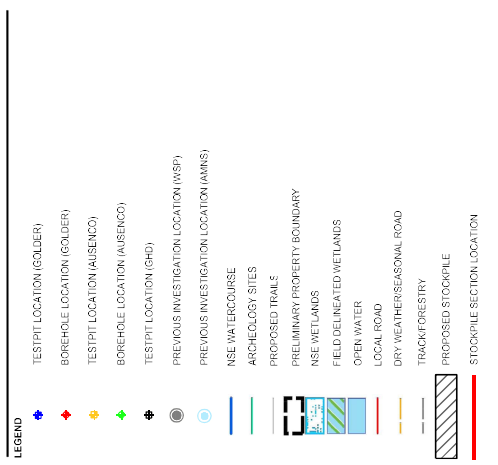 LEGEND
TESTPIT LOCATION (GOLDER)
BOREHOLE LOCATION (GOLDER)
TESTPIT LOCATION (AUSENCO)
BOREHOLE LOCATION (AUSENCO)
TESTPIT LOCATION (GHD)
PREVIOUS INVESTIGATION LOCATION (WSP)
PREVIOUS INVESTIGATION LOCATION (AMNS)
NSE WATERCOURSE
ARCHEOLOGY SITES
PROPOSED TRAILS
PRELIMINARY PROPERTY BOUNDARY
NSE WETLANDS
FIELD DELINEATED WETLANDS
OPEN WATER
LOCAL ROAD
DRY WEATHER/SEASONAL ROAD
TRACK/FORESTRY
PROPOSED STOCKPILE
STOCKPILE SECTION LOCATION